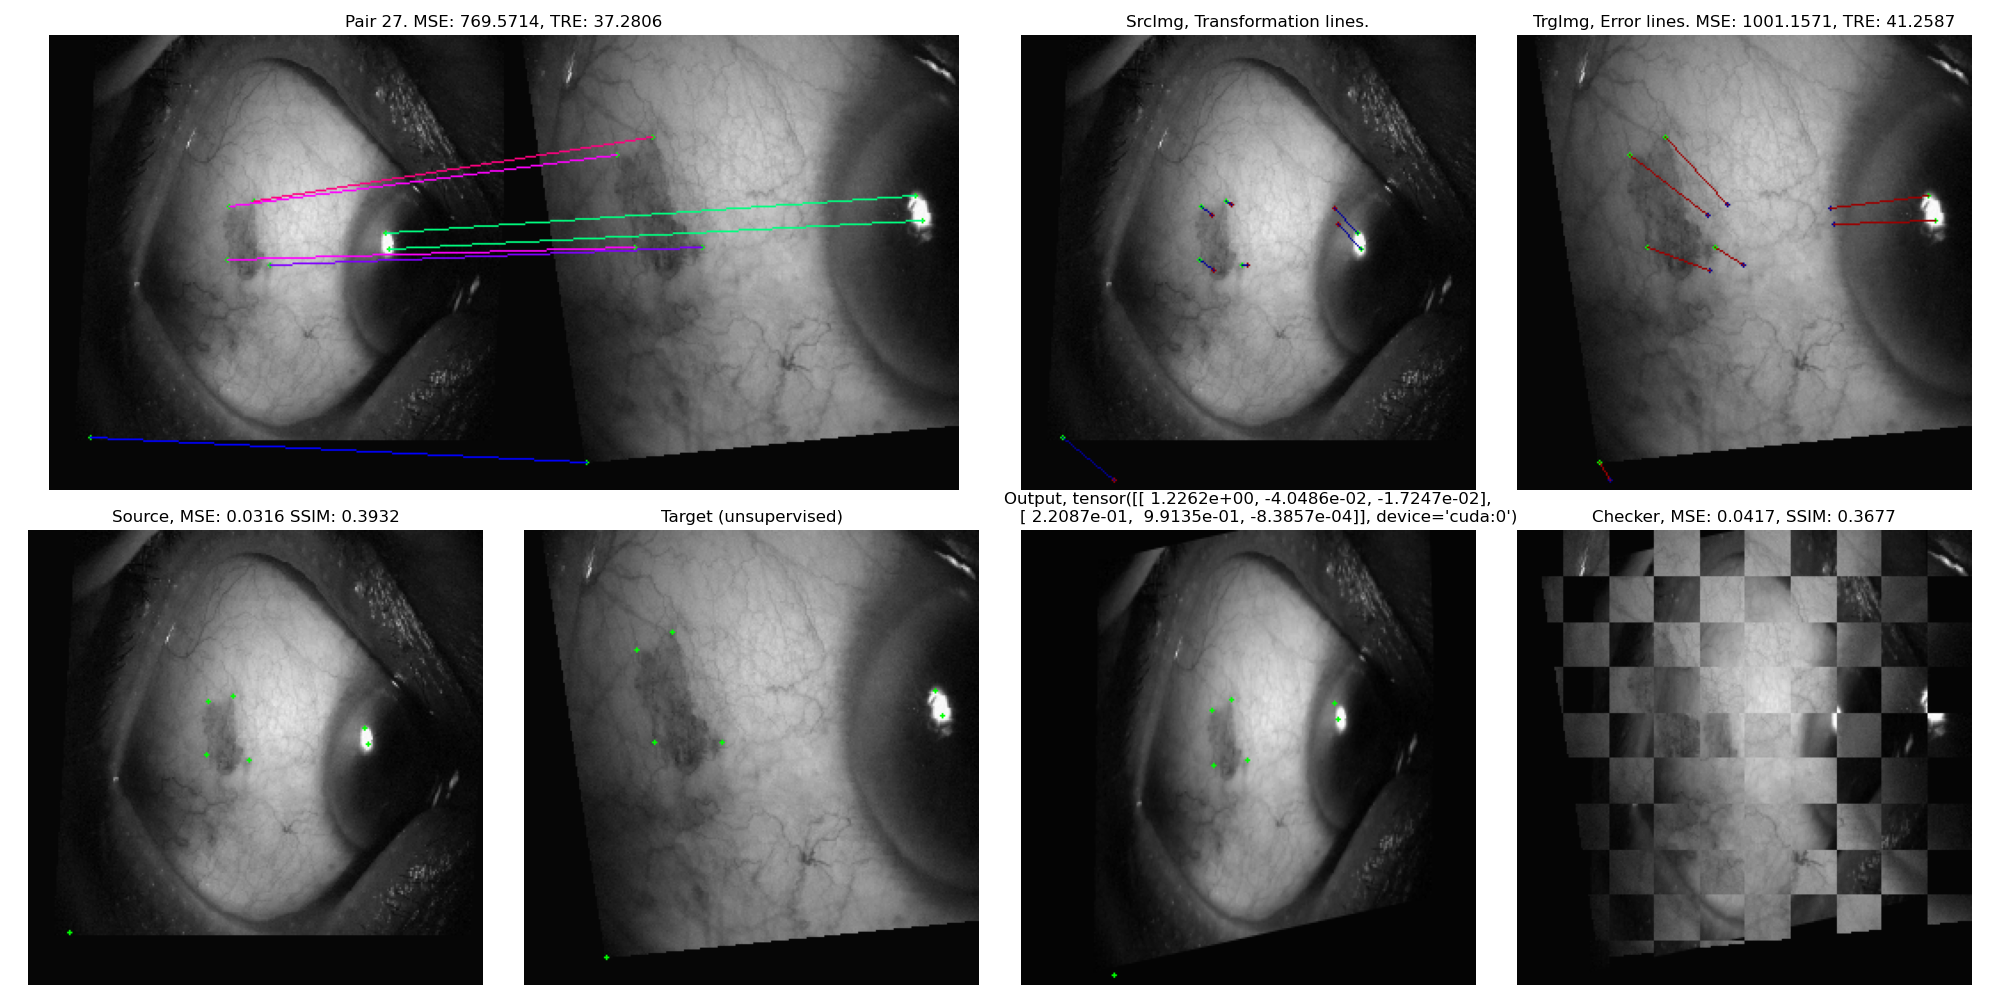 Pair 27. MSE: 769.5714, TRE: 37.2806
SrcImg, Transformation lines.
TrgImg, Error lines. MSE: 1001.1571, TRE: 41.2587
Source, MSE: 0.0316 SSIM: 0.3932
Target (unsupervised)
Output, tensor([[ 1.2262e+00, -4.0486e-02, -1.7247e-02],
[ 2.2087e-01,  9.9135e-01, -8.3857e-04]], device='cuda:0')
Checker, MSE: 0.0417, SSIM: 0.3677